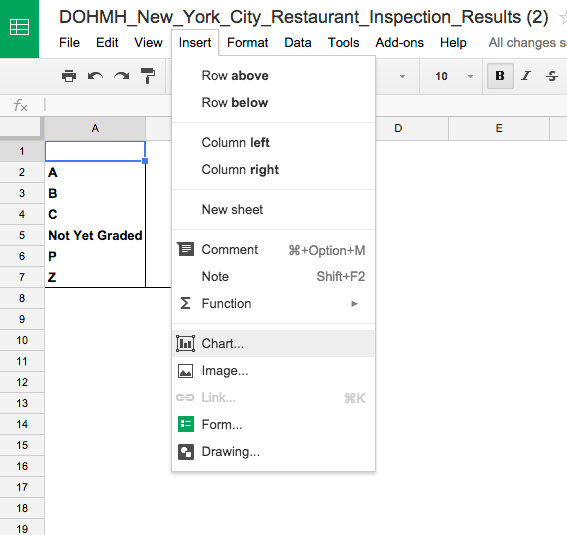 DOHMH_New_York_City_Restaurant_Inspection_Results (2)
File Edit View Insert Format Data Tools Add-ons Help All changes s
10 B I S
fx
A D E
1
2 A
3 B
4 C
5 Not Yet Graded
6 P
7 Z
8
9
10
11
12
13
14
15
16
17
18
19
Row above
Row below
Column left
Column right
New sheet
Comment ⌘+Option+M
Note Shift+F2
Σ Function ►
Chart...
Image...
Link... ⌘K
Form...
Drawing...